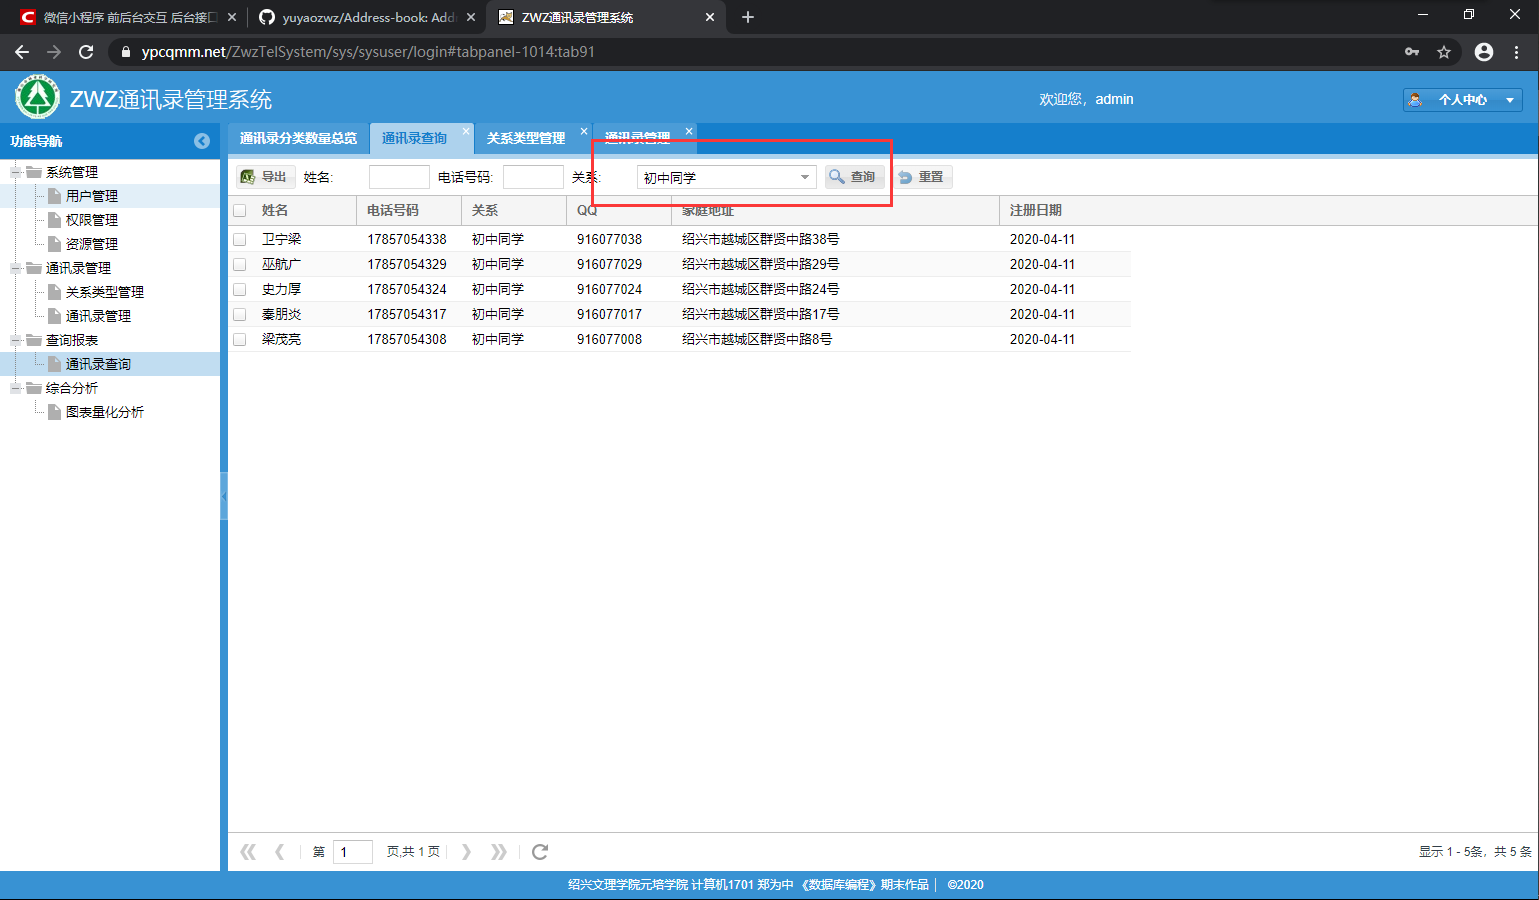 微信小程序 前后台交互 后台接口
yuyaozwz/Address-book: Add
ZWZ通讯录管理系统
ypcqmm.net/ZwzTelSystem/sys/sysuser/login#tabpanel-1014:tab91
ZWZ通讯录管理系统
欢迎您，admin
个人中心
功能导航
通讯录分类数量总览
通讯录查询
关系类型管理
通讯录管理
系统管理
用户管理
权限管理
资源管理
通讯录管理
关系类型管理
通讯录管理
查询报表
通讯录查询
综合分析
图表量化分析
导出 姓名: 电话号码: 关系: 初中同学 查询 重置
姓名 电话号码 关系 QQ 家庭地址 注册日期
卫宁梁 17857054338 初中同学 916077038 绍兴市越城区群贤中路38号 2020-04-11
巫航广 17857054329 初中同学 916077029 绍兴市越城区群贤中路29号 2020-04-11
史力厚 17857054324 初中同学 916077024 绍兴市越城区群贤中路24号 2020-04-11
秦朋炎 17857054317 初中同学 916077017 绍兴市越城区群贤中路17号 2020-04-11
梁茂亮 17857054308 初中同学 916077008 绍兴市越城区群贤中路8号 2020-04-11
第 1 页,共 1 页
显示 1 - 5条，共 5 条
绍兴文理学院元培学院 计算机1701 郑为中 《数据库编程》期末作品│ ©2020